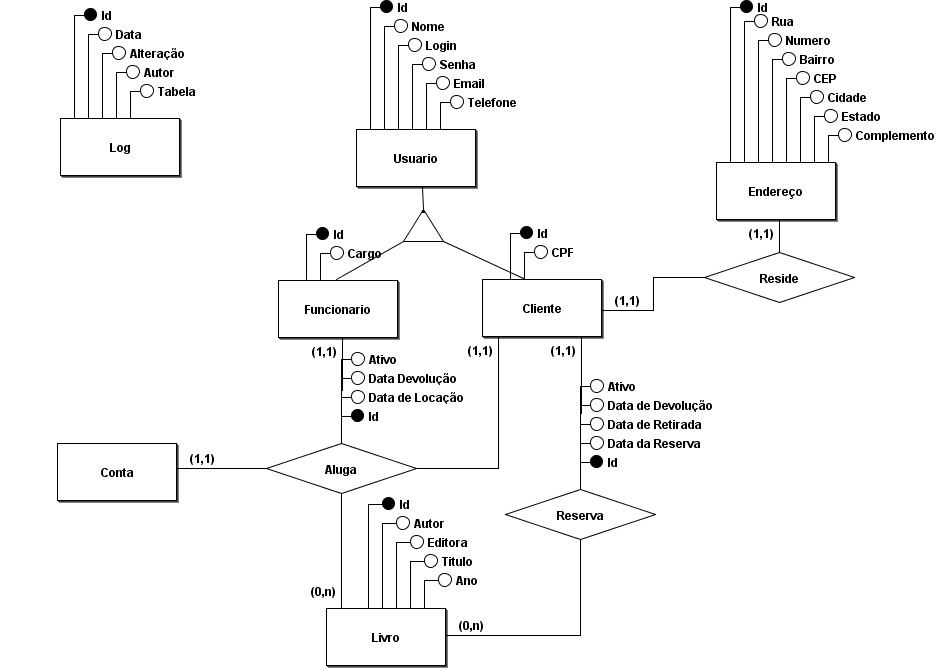 Id
Data
Alteração
Autor
Tabela
Log
Id
Nome
Login
Senha
Email
Telefone
Usuario
Id
Rua
Numero
Bairro
CEP
Cidade
Estado
Complemento
Endereço
(1,1)
Reside
(1,1)
Id
Cargo
Funcionario
Id
CPF
Cliente
(1,1)
(1,1)
(1,1)
Ativo
Data Devolução
Data de Locação
Id
Ativo
Data de Devolução
Data de Retirada
Data da Reserva
Id
Conta
(1,1)
Aluga
Reserva
Id
Autor
Editora
Titulo
Ano
(0,n)
Livro
(0,n)